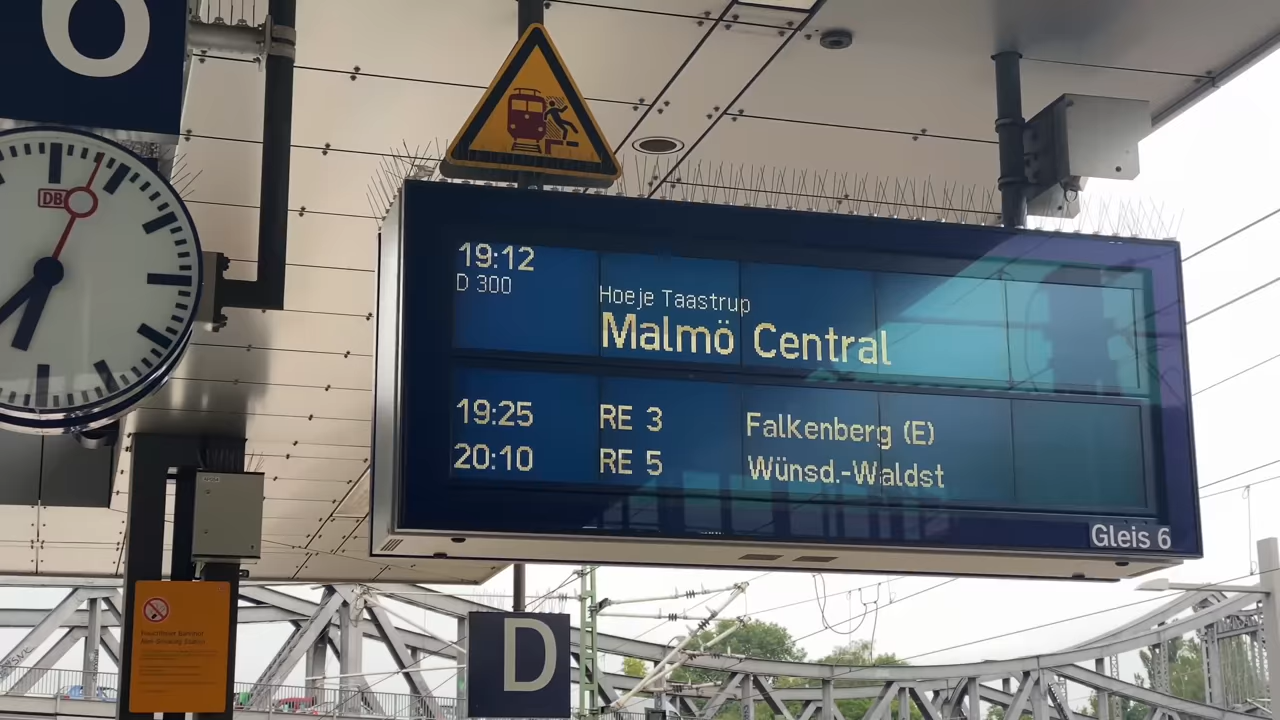 6
DB
19:12
D 300
Hoeje Taastrup
Malmö Central
19:25 RE 3 Falkenberg (E)
20:10 RE 5 Wünsd.-Waldst
Gleis 6
D